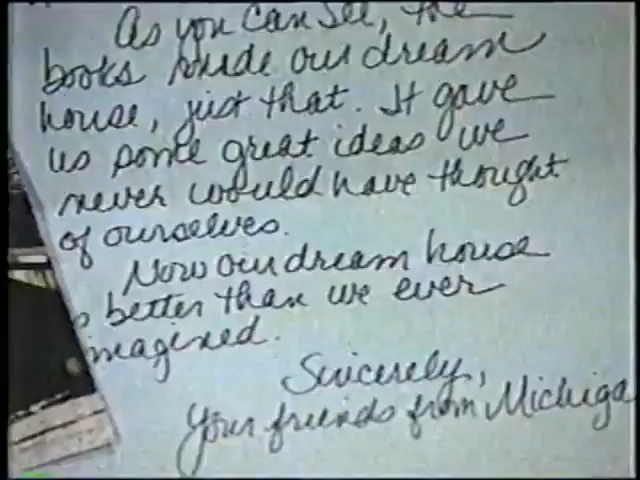 As you can see, the
books made our dream
house, just that. It gave
us some great ideas we
never would have thought
of ourselves.
Now our dream house
s better than we ever
imagined.
Sincerely,
Your friends from Michiga